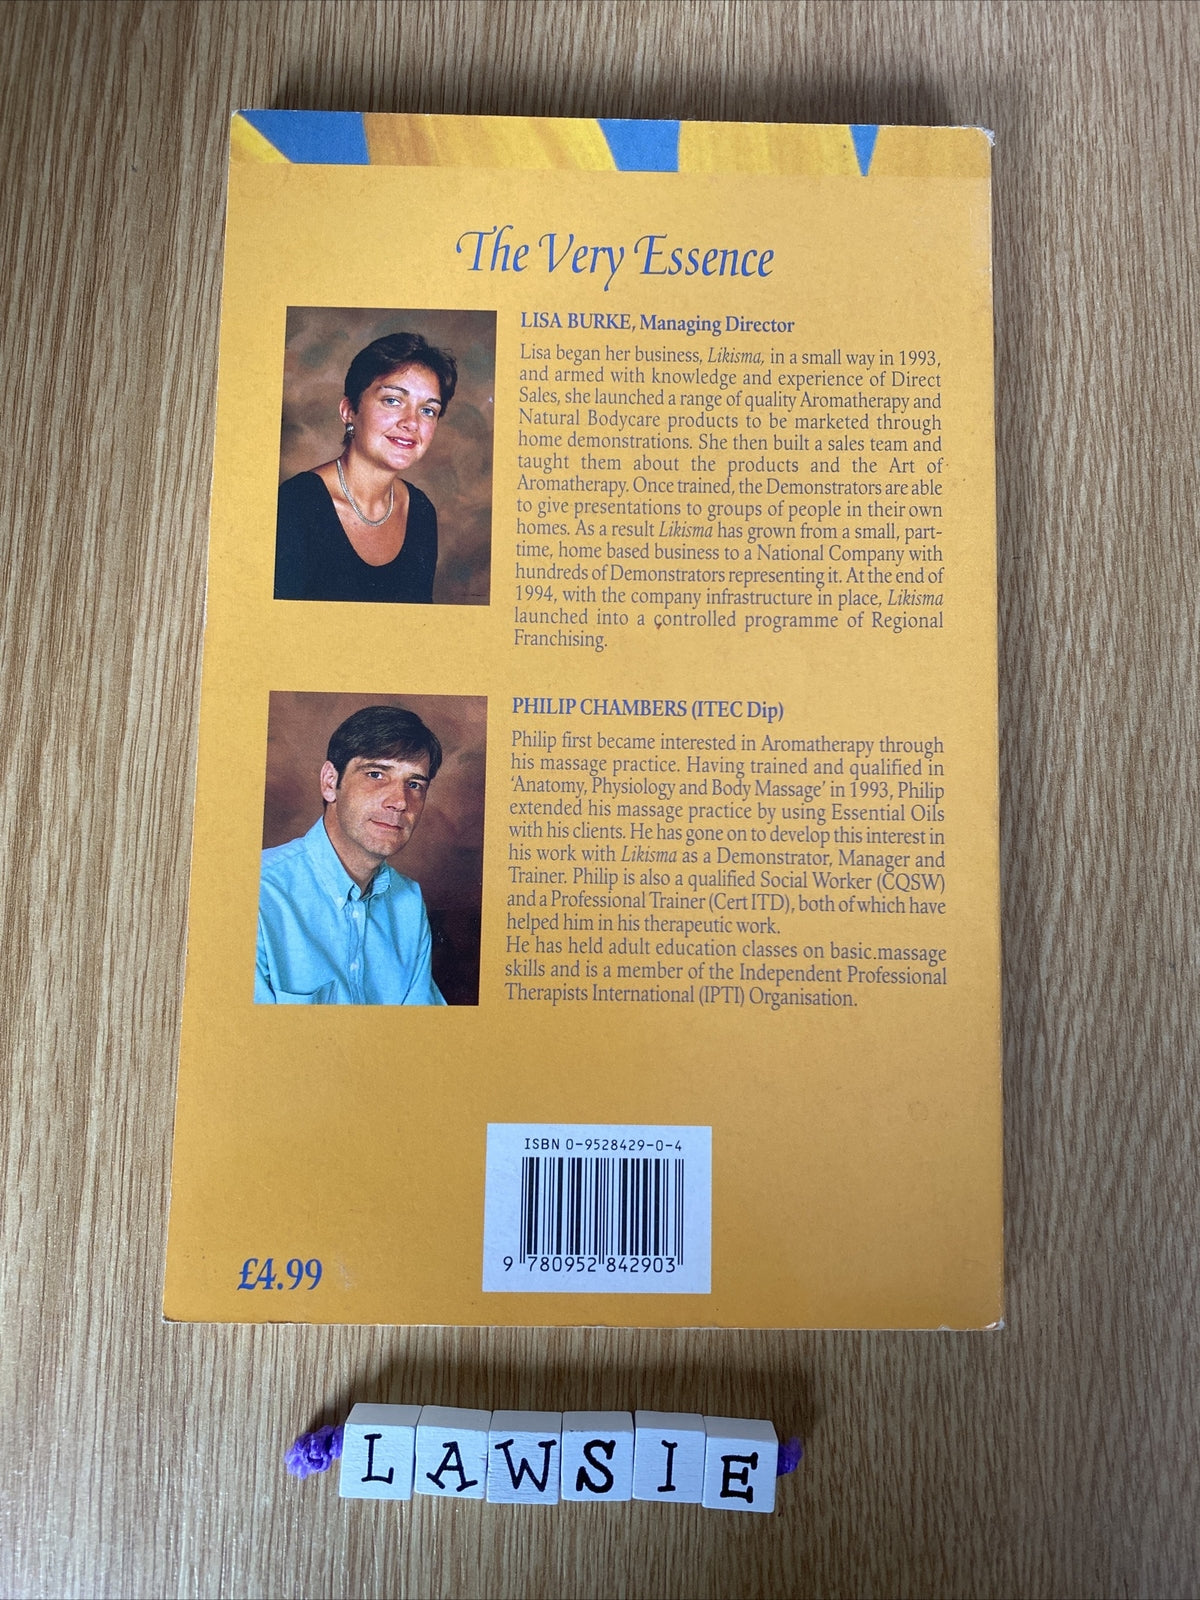 The Very Essence
LISA BURKE, Managing Director
Lisa began her business, Likisma, in a small way in 1993,
and armed with knowledge and experience of Direct
Sales, she launched a range of quality Aromatherapy and
Natural Bodycare products to be marketed through
home demonstrations. She then built a sales team and
taught them about the products and the Art of
Aromatherapy. Once trained, the Demonstrators are able
to give presentations to groups of people in their own
homes. As a result Likisma has grown from a small, part-
time, home based business to a National Company with
hundreds of Demonstrators representing it. At the end of
1994, with the company infrastructure in place, Likisma
launched into a controlled programme of Regional
Franchising.
PHILIP CHAMBERS (ITEC Dip)
Philip first became interested in Aromatherapy through
his massage practice. Having trained and qualified in
'Anatomy, Physiology and Body Massage' in 1993, Philip
extended his massage practice by using Essential Oils
with his clients. He has gone on to develop this interest in
his work with Likisma as a Demonstrator, Manager and
Trainer. Philip is also a qualified Social Worker (CQSW)
and a Professional Trainer (Cert ITD), both of which have
helped him in his therapeutic work.
He has held adult education classes on basic massage
skills and is a member of the Independent Professional
Therapists International (IPTI) Organisation.
ISBN 0-9528429-0-4
9 780952 842903
£4.99
LAWSIE